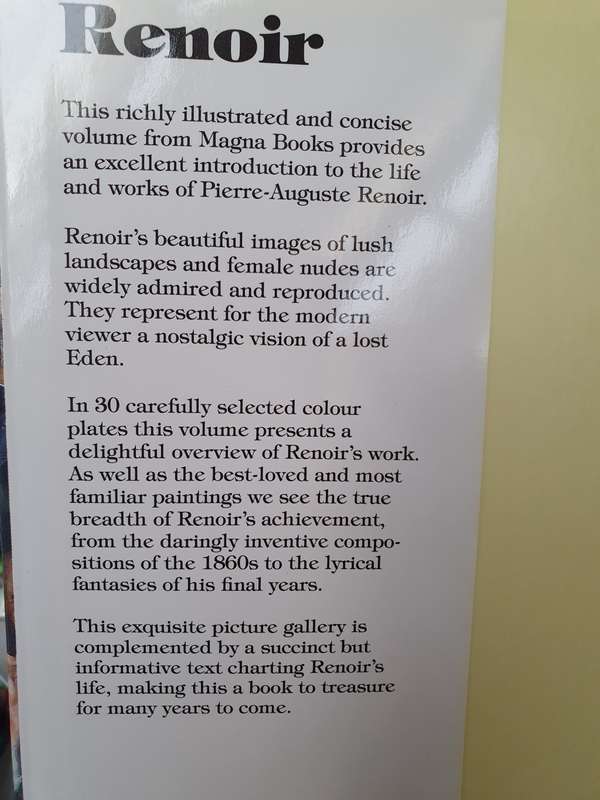 Renoir
This richly illustrated and concise
volume from Magna Books provides
an excellent introduction to the life
and works of Pierre-Auguste Renoir.
Renoir's beautiful images of lush
landscapes and female nudes are
widely admired and reproduced.
They represent for the modern
viewer a nostalgic vision of a lost
Eden.
In 30 carefully selected colour
plates this volume presents a
delightful overview of Renoir's work.
As well as the best-loved and most
familiar paintings we see the true
breadth of Renoir's achievement,
from the daringly inventive compo-
sitions of the 1860s to the lyrical
fantasies of his final years.
This exquisite picture gallery is
complemented by a succinct but
informative text charting Renoir's
life, making this a book to treasure
for many years to come.